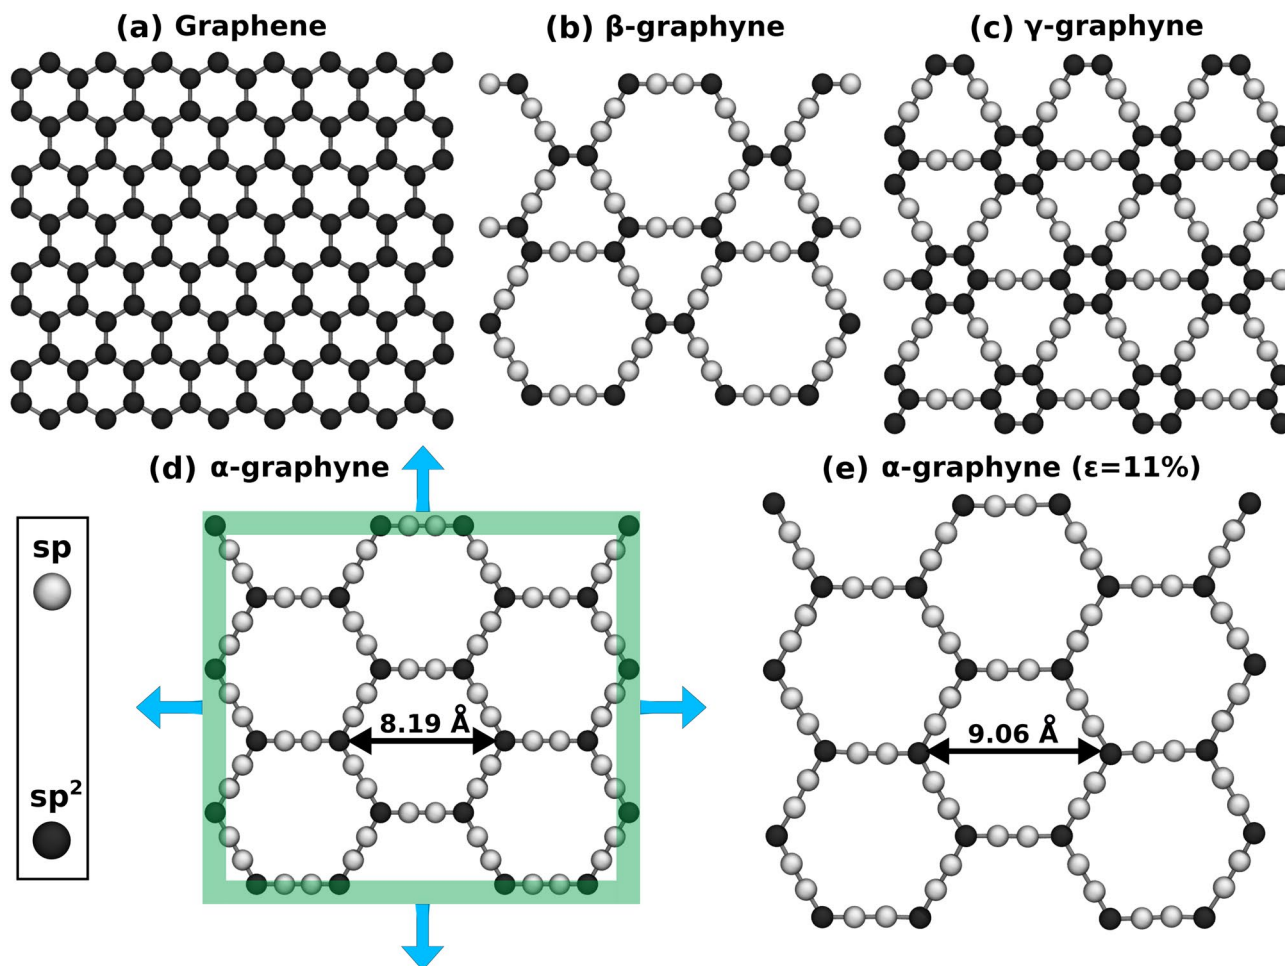 (a) Graphene
(b) β-graphyne
(c) γ-graphyne
(d) α-graphyne
(e) α-graphyne (ε=11%)
sp
sp²
8.19 Å
9.06 Å